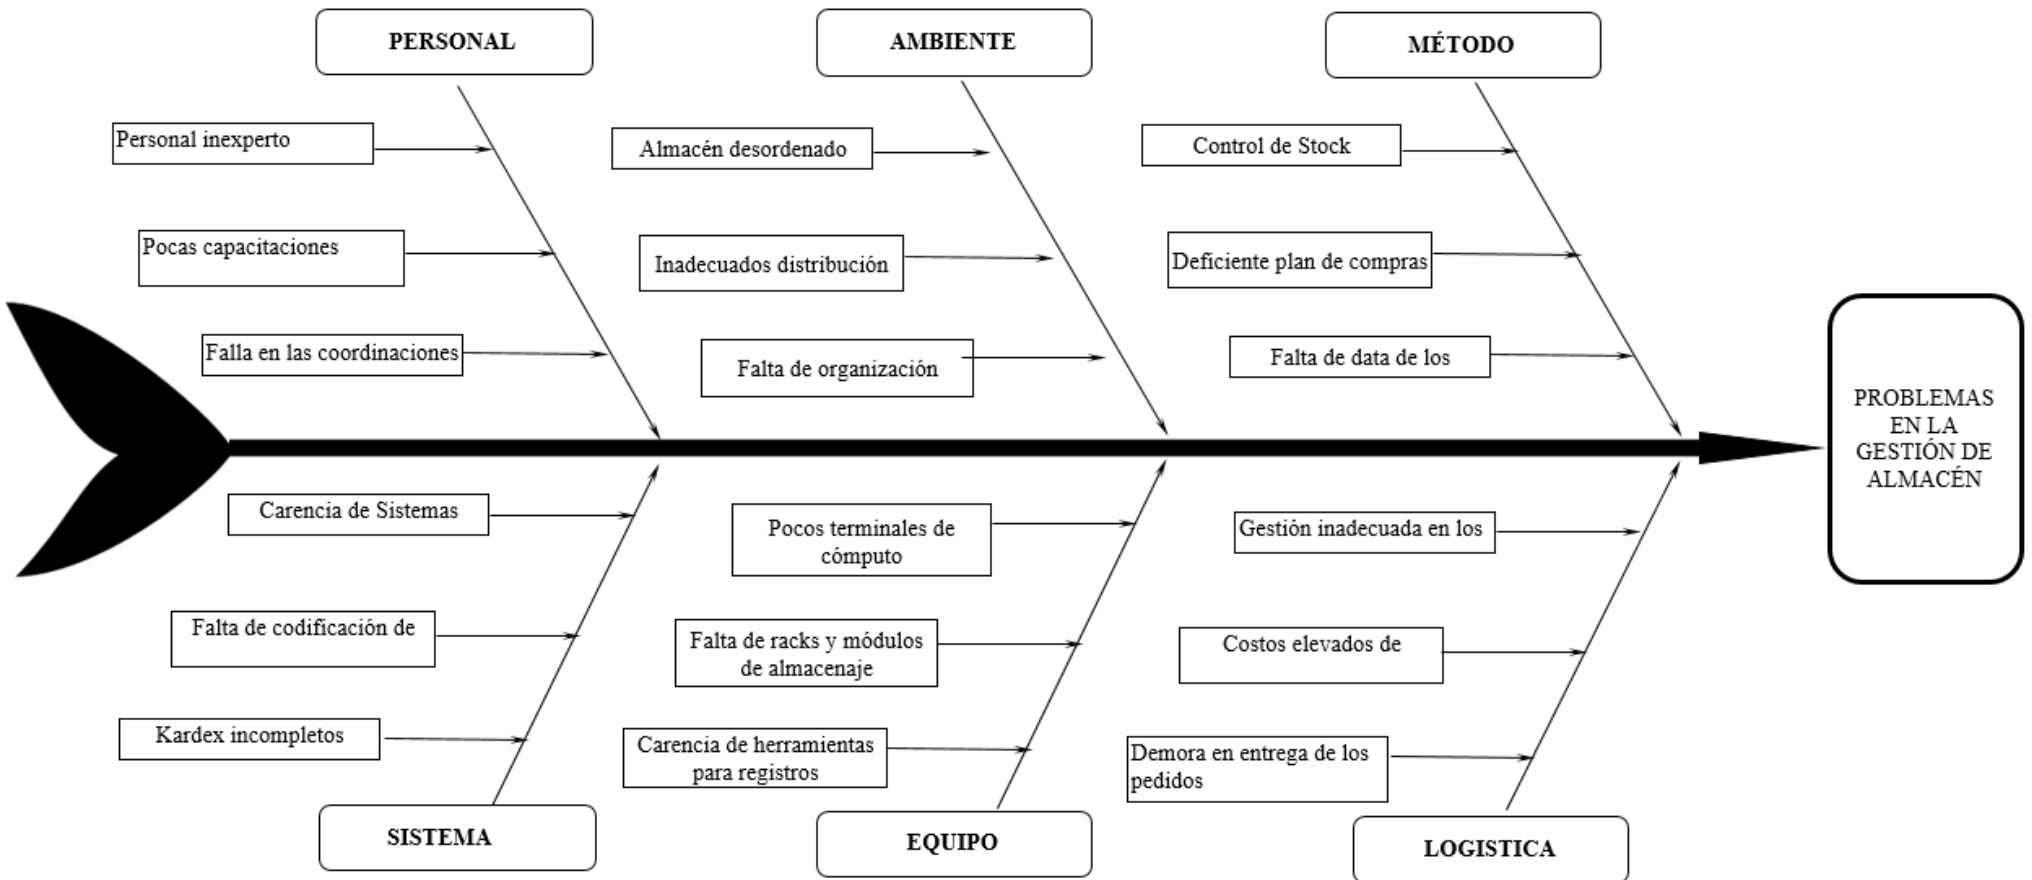 PERSONAL
AMBIENTE
MÉTODO
Personal inexperto
Almacén desordenado
Control de Stock
Pocas capacitaciones
Inadecuados distribución
Deficiente plan de compras
Falla en las coordinaciones
Falta de organización
Falta de data de los
PROBLEMAS
EN LA
GESTIÓN DE
ALMACÉN
Carencia de Sistemas
Pocos terminales de
cómputo
Gestión inadecuada en los
Falta de codificación de
Falta de racks y módulos
de almacenaje
Costos elevados de
Kardex incompletos
Carencia de herramientas
para registros
Demora en entrega de los
pedidos
SISTEMA
EQUIPO
LOGISTICA